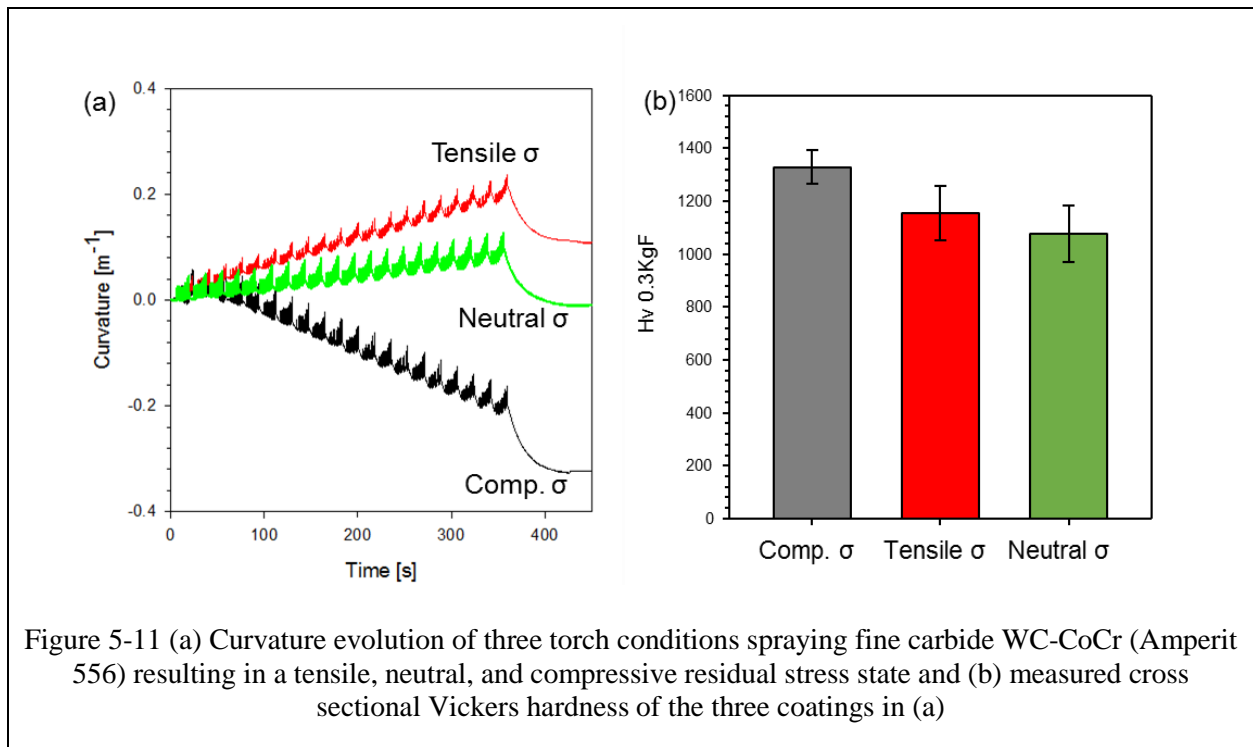 (a)
0.4
0.2
0.0
-0.2
-0.4
Curvature [m⁻¹]
Tensile σ
Neutral σ
Comp. σ
0
100
200
300
400
Time [s]
(b)
1600
1400
1200
1000
800
600
400
200
0
Hv 0.3KgF
Comp. σ
Tensile σ
Neutral σ
Figure 5-11 (a) Curvature evolution of three torch conditions spraying fine carbide WC-CoCr (Amperit
556) resulting in a tensile, neutral, and compressive residual stress state and (b) measured cross
sectional Vickers hardness of the three coatings in (a)